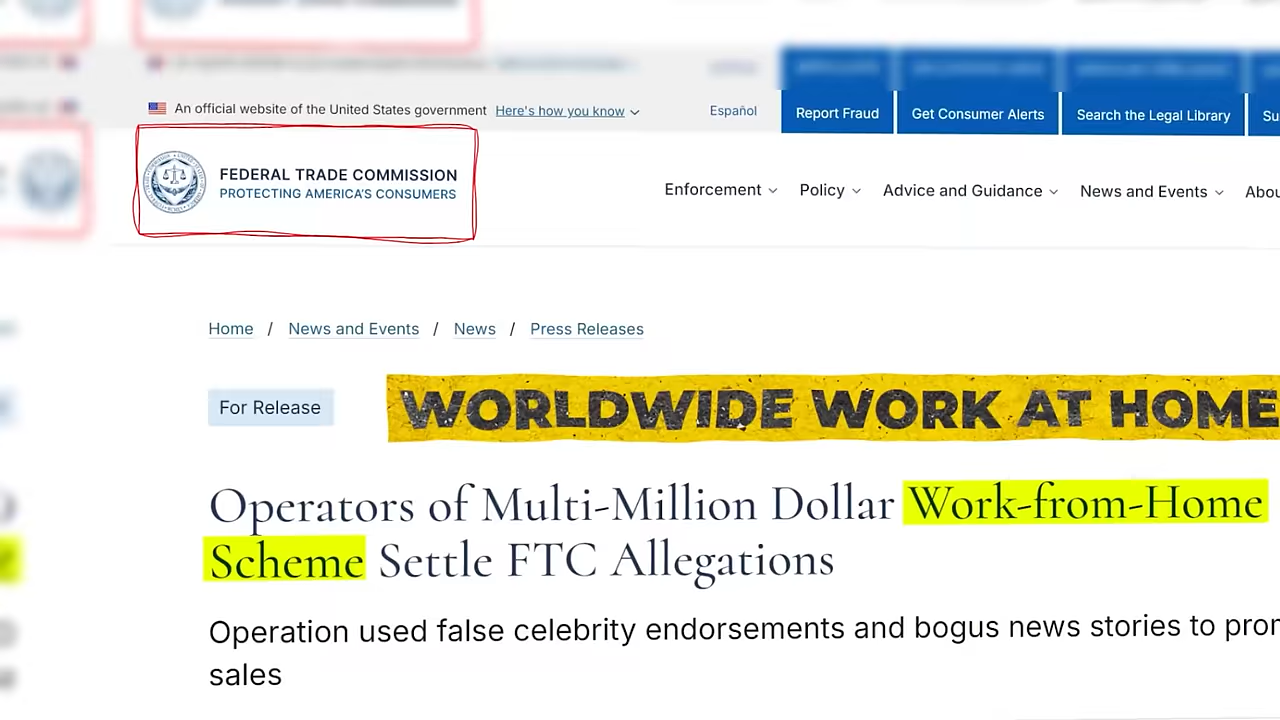 An official website of the United States government Here's how you know
Español
Report Fraud
Get Consumer Alerts
Search the Legal Library
FEDERAL TRADE COMMISSION
PROTECTING AMERICA'S CONSUMERS
Enforcement
Policy
Advice and Guidance
News and Events
Home / News and Events / News / Press Releases
For Release
WORLDWIDE WORK AT HOME
Operators of Multi-Million Dollar Work-from-Home
Scheme Settle FTC Allegations
Operation used false celebrity endorsements and bogus news stories to
sales